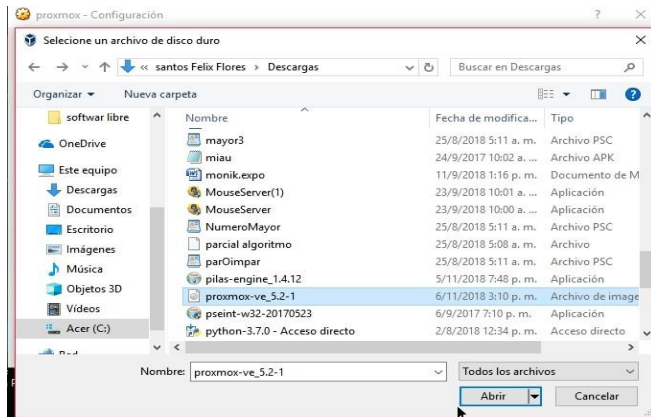 proxmox - Configuración
Selecione un archivo de disco duro
« santos Felix Flores > Descargas
Buscar en Descargas
Organizar
Nueva carpeta
softwar libre
OneDrive
Este equipo
Descargas
Documentos
Escritorio
Imágenes
Música
Objetos 3D
Vídeos
Acer (C:)
Nombre Fecha de modifica... Tipo
mayor3 25/8/2018 5:11 a. m. Archivo PSC
miau 24/9/2017 10:02 a. ... Archivo APK
monik.expo 11/9/2018 1:16 p. m. Documento de M
MouseServer(1) 23/9/2018 10:01 a. ... Aplicación
MouseServer 23/9/2018 10:00 a. ... Aplicación
NumeroMayor 25/8/2018 5:11 a. m. Archivo PSC
parcial algoritmo 25/8/2018 5:08 a. m. Archivo
parOimpar 25/8/2018 5:11 a. m. Archivo PSC
pilas-engine_1.4.12 5/11/2018 7:48 p. m. Aplicación
proxmox-ve_5.2-1 6/11/2018 3:10 p. m. Archivo de image
pseint-w32-20170523 6/9/2017 7:10 p. m. Aplicación
python-3.7.0 - Acceso directo 2/8/2018 12:34 p. m. Acceso directo
Nombre: proxmox-ve_5.2-1
Todos los archivos
Abrir
Cancelar